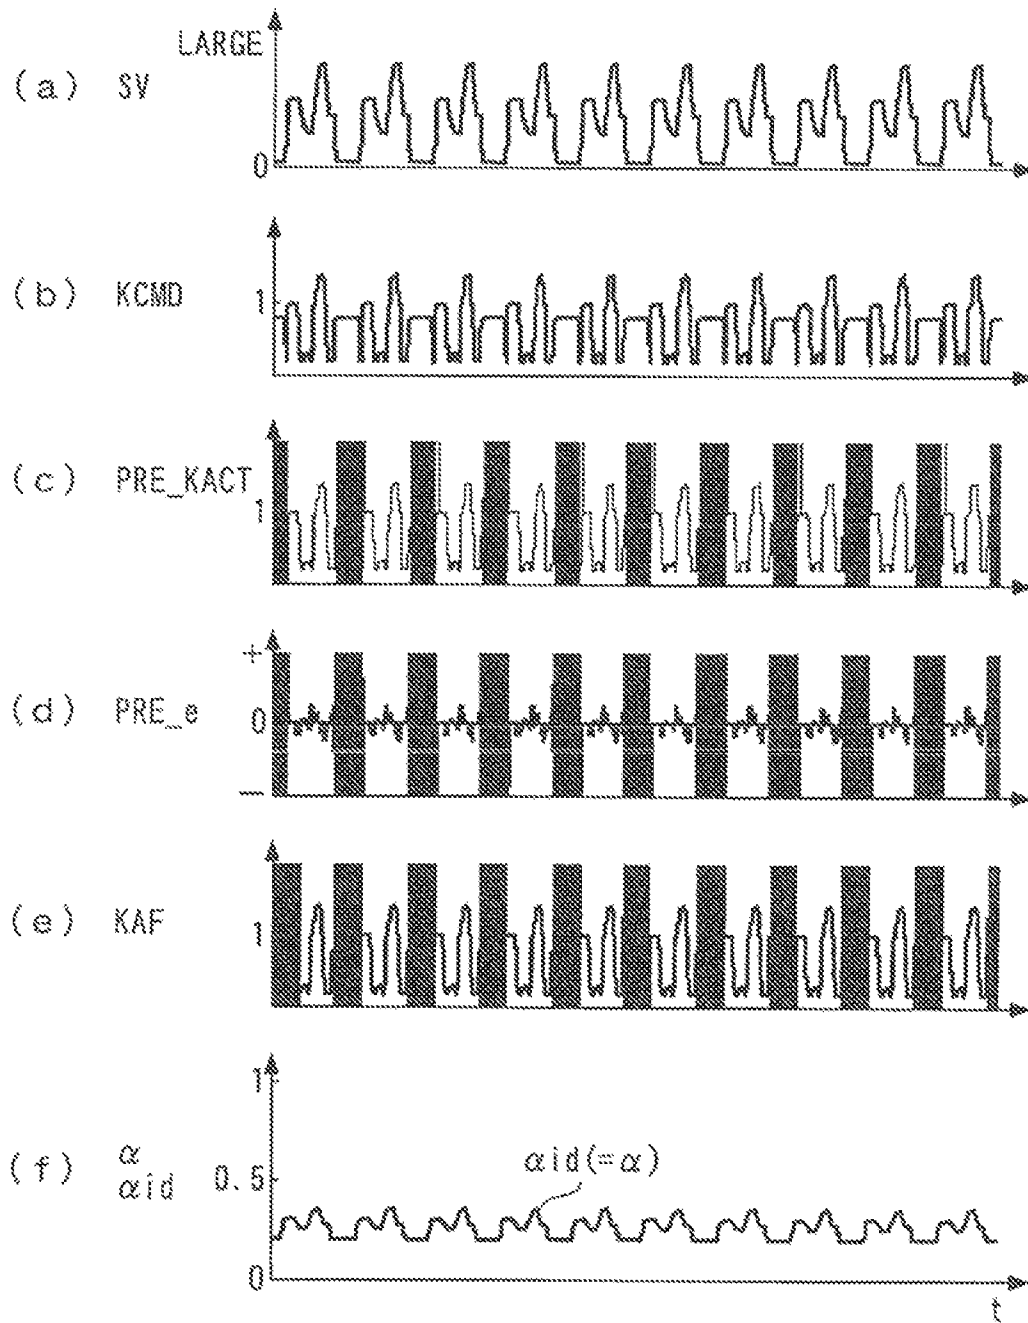 LARGE
(a) SV
0
(b) KCMD
1
(c) PRE_KACT
1
+
(d) PRE_e
0
−
(e) KAF
1
1
(f) α
αid
0.5
αid(=α)
0
t